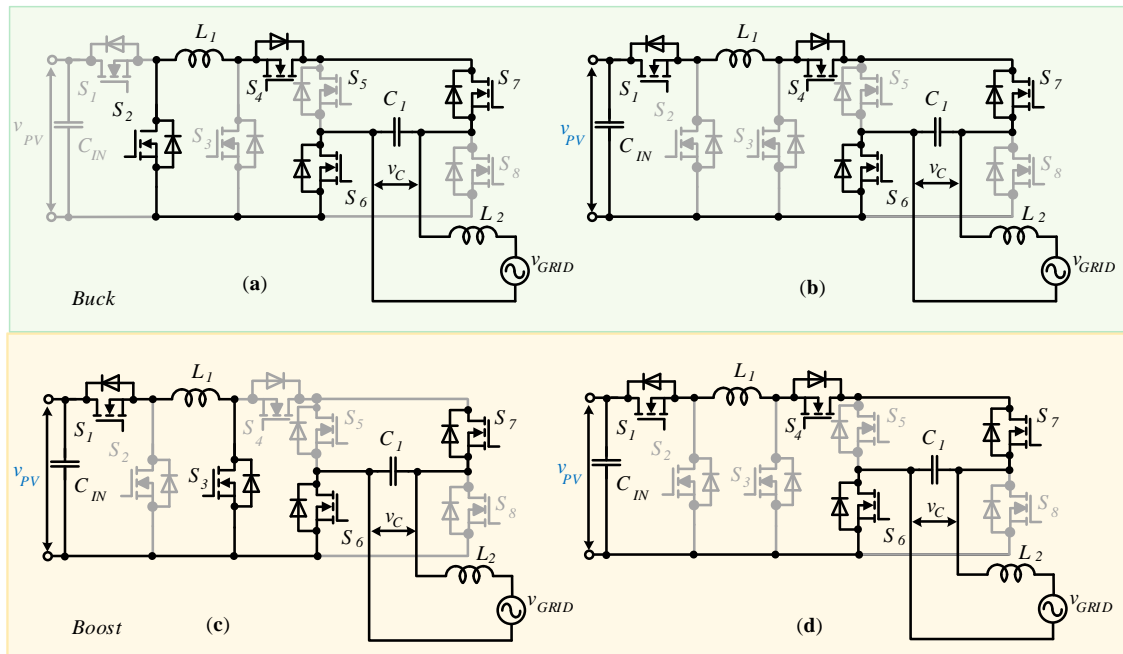 L1
S1
S2
S3
S4
S5
S6
S7
S8
C1
vPV
CIN
vC
L2
vGRID
(a)
Buck
L1
S1
S2
S3
S4
S5
S6
S7
S8
C1
vPV
CIN
vC
L2
vGRID
(b)
L1
S1
S2
S3
S4
S5
S6
S7
S8
C1
vPV
CIN
vC
L2
vGRID
(c)
Boost
L1
S1
S2
S3
S4
S5
S6
S7
S8
C1
vPV
CIN
vC
L2
vGRID
(d)